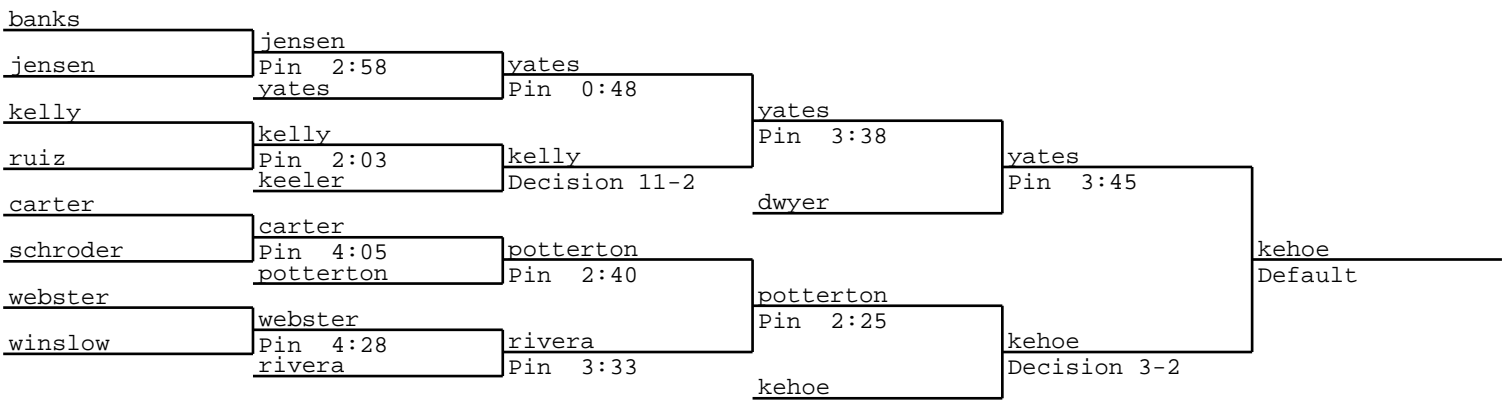 banks
jensen
jensen
Pin 2:58
yates
yates
Pin 0:48
kelly
yates
Pin 3:38
kelly
ruiz
Pin 2:03
keeler
kelly
Decision 11-2
yates
Pin 3:45
carter
dwyer
carter
schroder
Pin 4:05
potterton
potterton
Pin 2:40
kehoe
Default
webster
potterton
Pin 2:25
webster
winslow
Pin 4:28
rivera
rivera
Pin 3:33
kehoe
Decision 3-2
kehoe